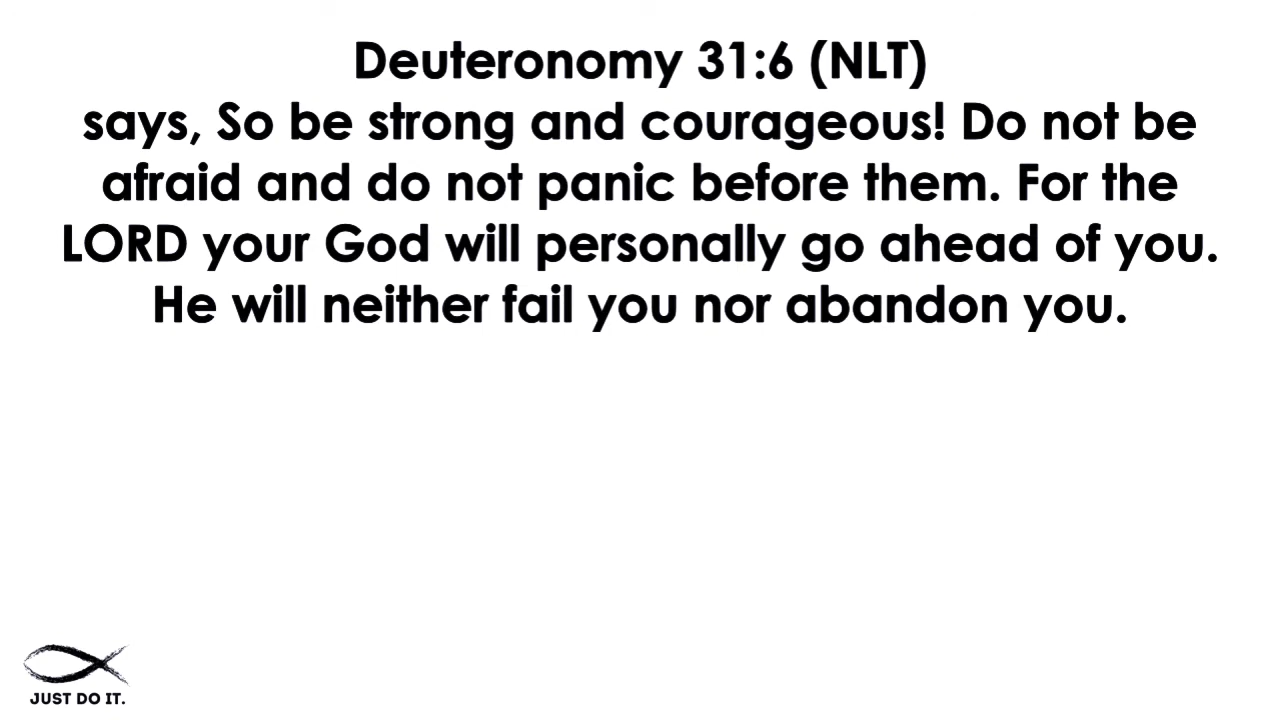 Deuteronomy 31:6 (NLT)
says, So be strong and courageous! Do not be
afraid and do not panic before them. For the
LORD your God will personally go ahead of you.
He will neither fail you nor abandon you.
JUST DO IT.